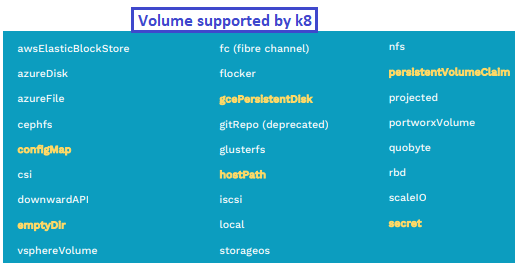 Volume supported by k8
awsElasticBlockStore
azureDisk
azureFile
cephfs
configMap
csi
downwardAPI
emptyDir
vsphereVolume
fc (fibre channel)
flocker
gcePersistentDisk
gitRepo (deprecated)
glusterfs
hostPath
iscsi
local
storageos
nfs
persistentVolumeClaim
projected
portworxVolume
quobyte
rbd
scaleIO
secret